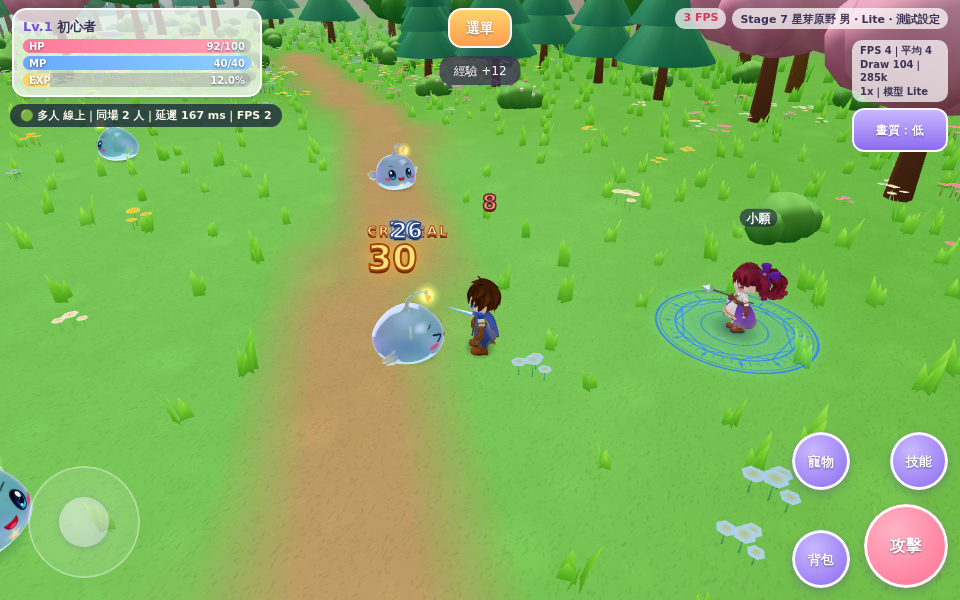 Lv.1 初心者
HP 92/100
MP 40/40
EXP 12.0%
多人 線上 | 同場 2 人 | 延遲 167 ms | FPS 2
選單
經驗 +12
3 FPS
Stage 7 星芽原野 男・Lite・測試設定
FPS 4 | 平均 4
Draw 104 |
285k
1x | 模型 Lite
畫質：低
8
26
30
小願
寵物
技能
背包
攻擊